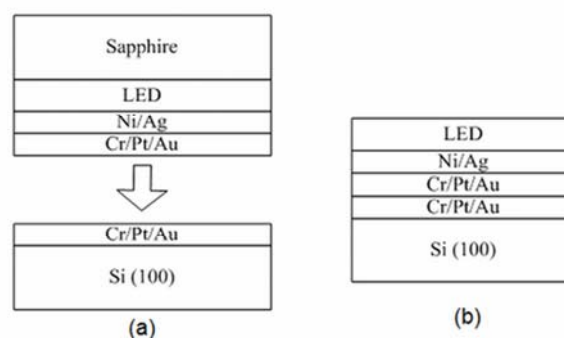 Sapphire
LED
Ni/Ag
Cr/Pt/Au
Cr/Pt/Au
Si (100)
(a)
LED
Ni/Ag
Cr/Pt/Au
Cr/Pt/Au
Si (100)
(b)